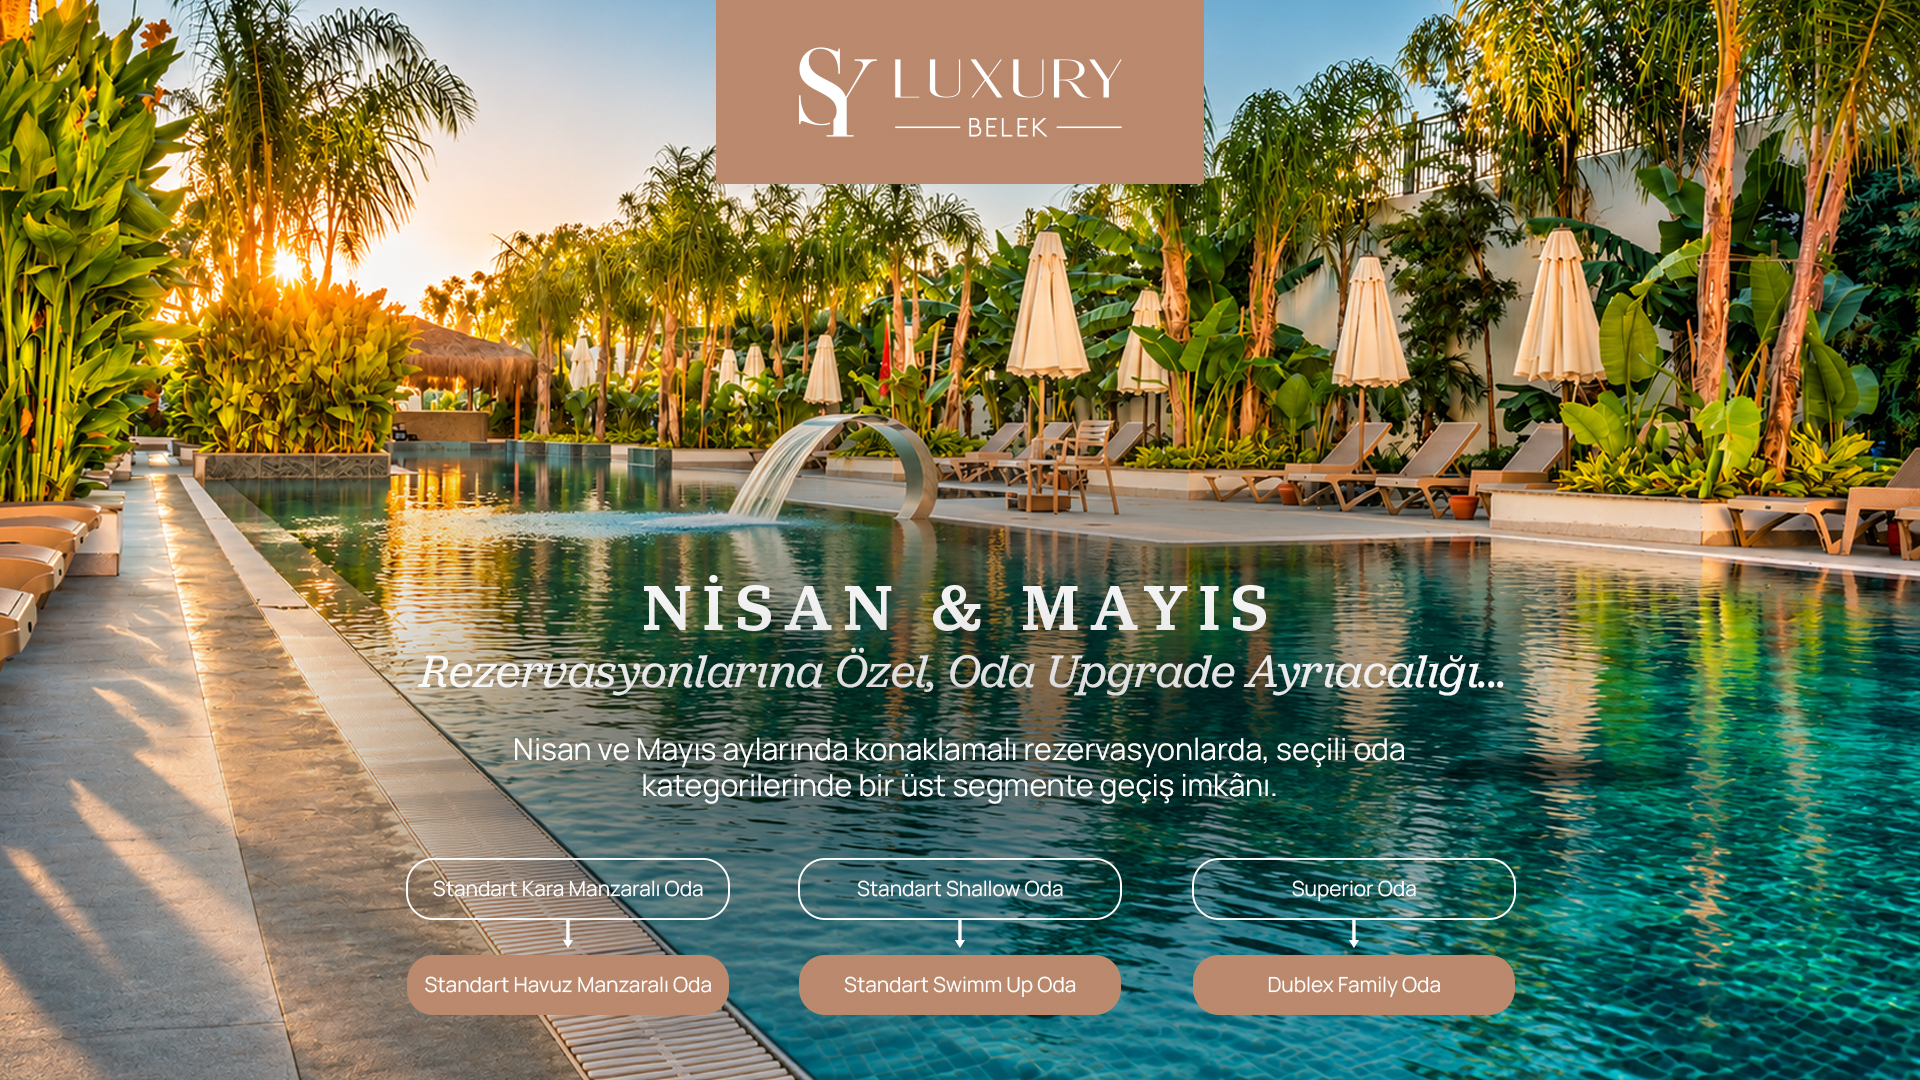 SY LUXURY
BELEK
NİSAN & MAYIS
Rezervasyonlarına Özel, Oda Upgrade Ayrıacalığı...
Nisan ve Mayıs aylarında konaklamalı rezervasyonlarda, seçili oda
kategorilerinde bir üst segmente geçiş imkânı.
Standart Kara Manzaralı Oda
Standart Shallow Oda
Superior Oda
Standart Havuz Manzaralı Oda
Standart Swimm Up Oda
Dublex Family Oda